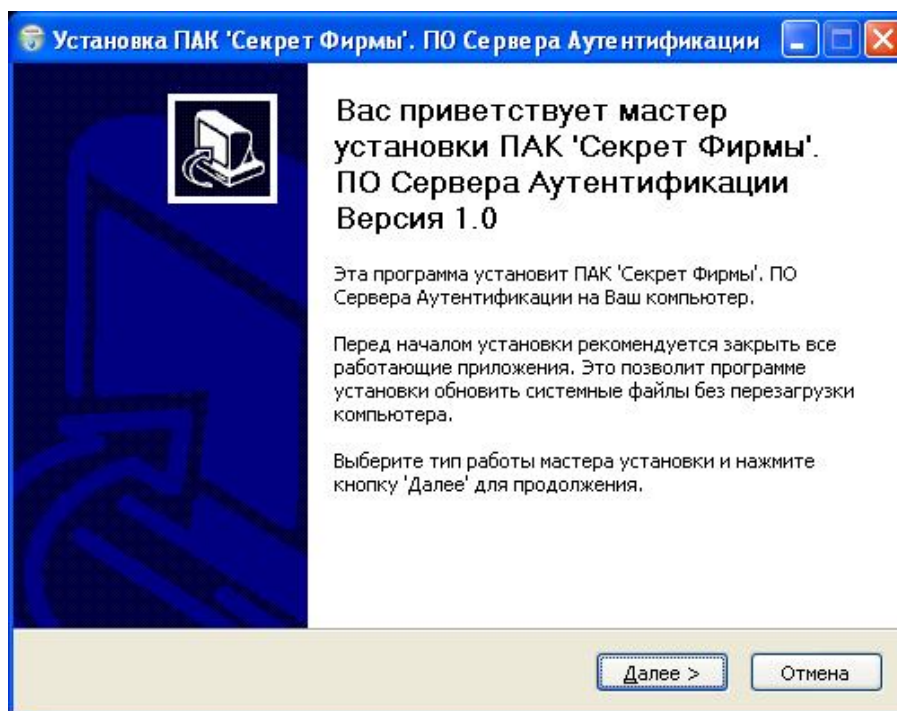 Установка ПАК 'Секрет Фирмы'. ПО Сервера Аутентификации
Вас приветствует мастер
установки ПАК 'Секрет Фирмы'.
ПО Сервера Аутентификации
Версия 1.0
Эта программа установит ПАК 'Секрет Фирмы'. ПО
Сервера Аутентификации на Ваш компьютер.
Перед началом установки рекомендуется закрыть все
работающие приложения. Это позволит программе
установки обновить системные файлы без перезагрузки
компьютера.
Выберите тип работы мастера установки и нажмите
кнопку 'Далее' для продолжения.
Далее >
Отмена